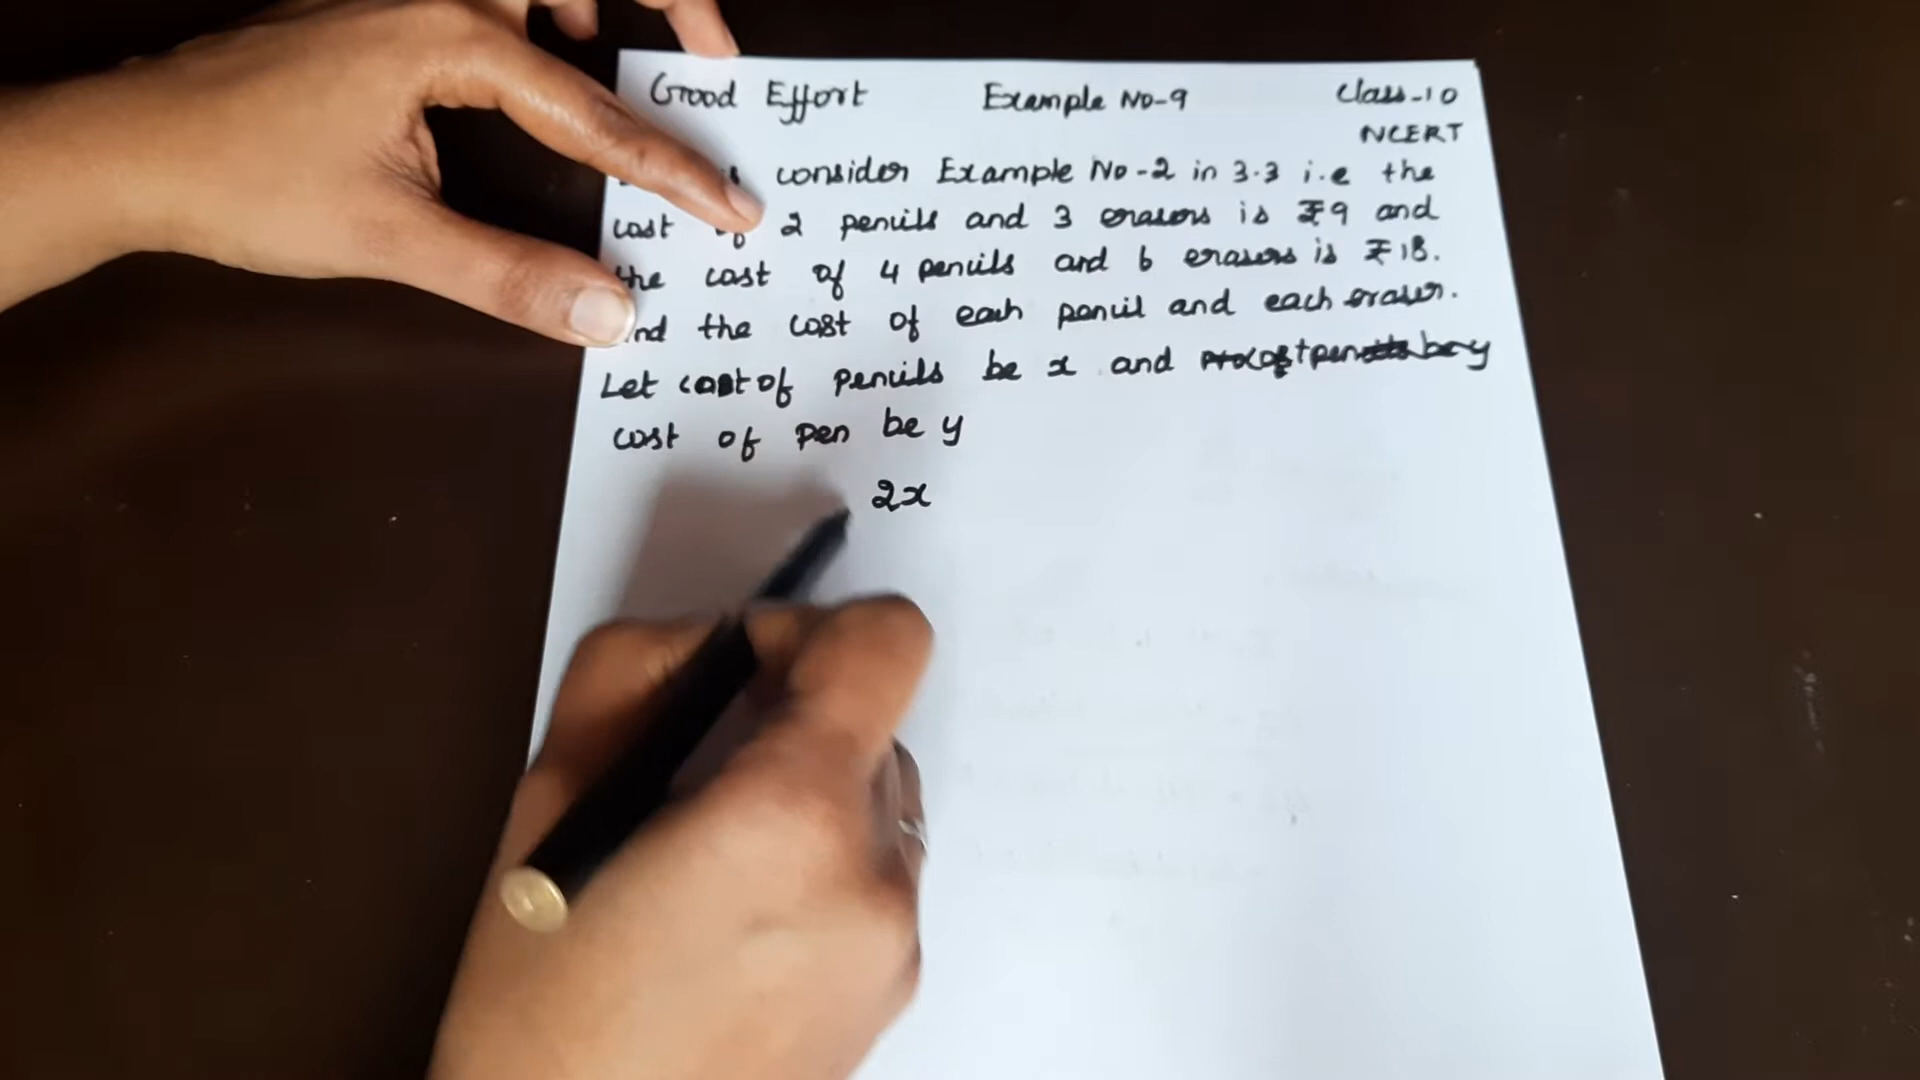 Good Effort Example No-9 Class-10
NCERT
consider Example No-2 in 3.3 i.e the
cost of 2 pencils and 3 erasers is ₹9 and
the cost of 4 pencils and 6 erasers is ₹18.
the cost of each pencil and each eraser.
Let cost of pencils be x and
cost of pen be y
2x